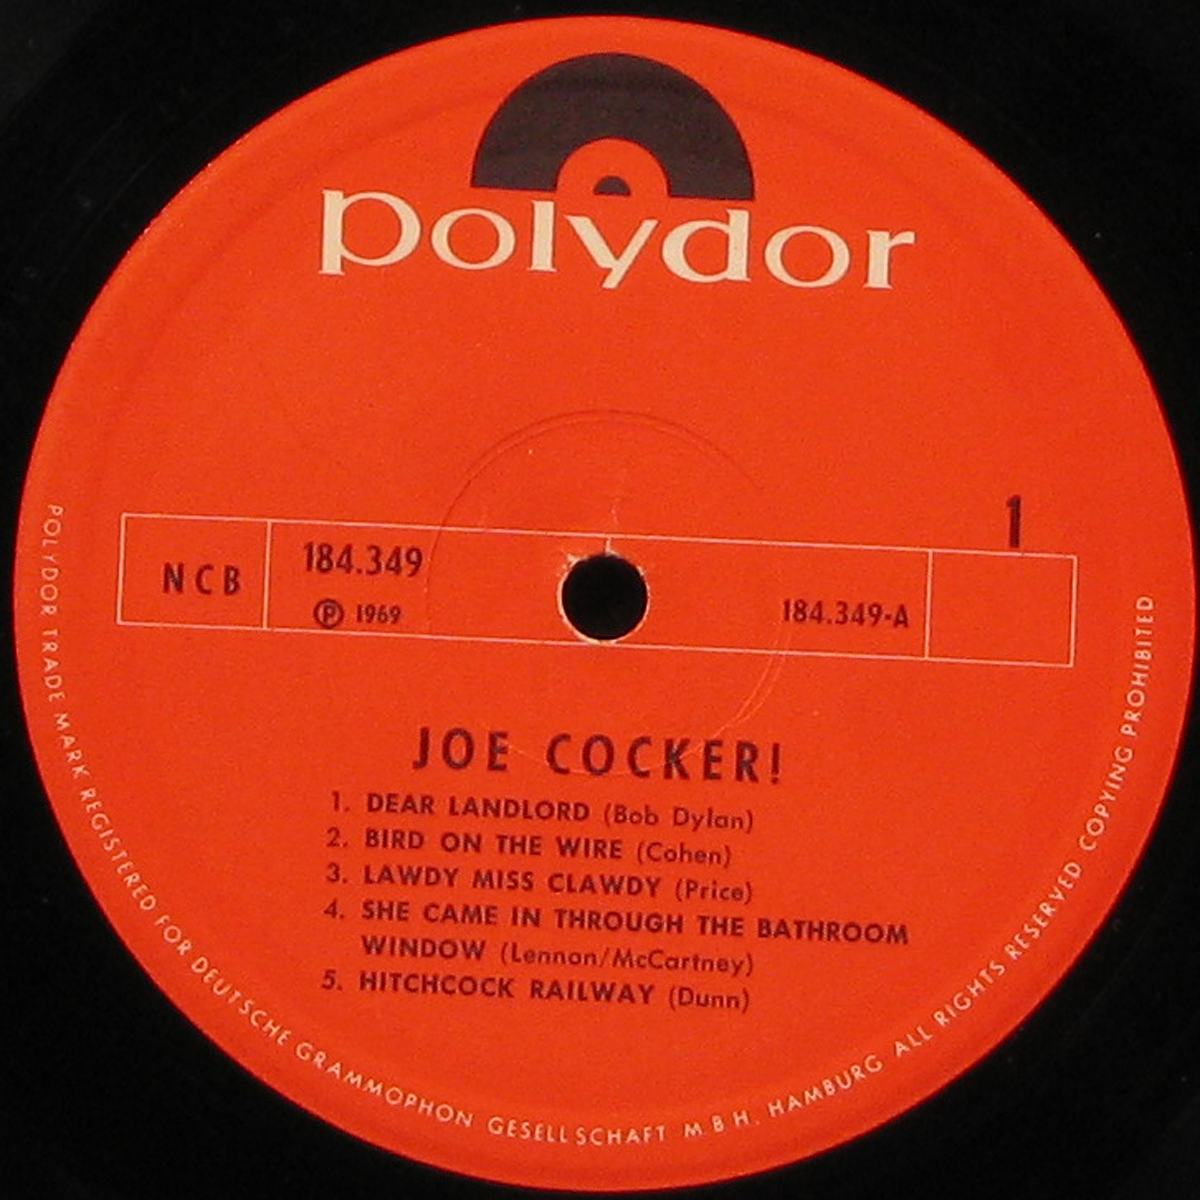 polydor
1
NCB
184.349
Ⓟ 1969
184.349-A
JOE COCKER!
1. DEAR LANDLORD (Bob Dylan)
2. BIRD ON THE WIRE (Cohen)
3. LAWDY MISS CLAWDY (Price)
4. SHE CAME IN THROUGH THE BATHROOM
WINDOW (Lennon/McCartney)
5. HITCHCOCK RAILWAY (Dunn)
POLYDOR TRADE MARK REGISTERED FOR DEUTSCHE GRAMMOPHON GESELLSCHAFT M.B.H. HAMBURG ALL RIGHTS RESERVED COPYING PROHIBITED